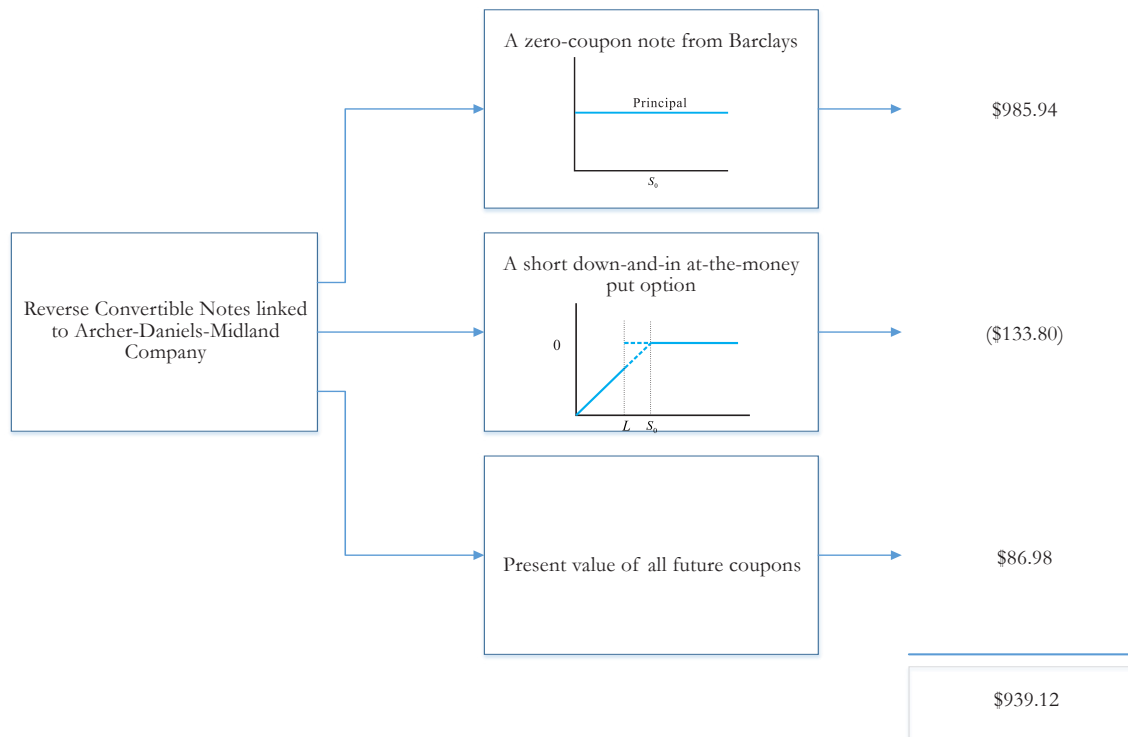 A zero-coupon note from Barclays
Principal
S₀
$985.94
Reverse Convertible Notes linked
to Archer-Daniels-Midland
Company
A short down-and-in at-the-money
put option
0
L S₀
($133.80)
Present value of all future coupons
$86.98
$939.12